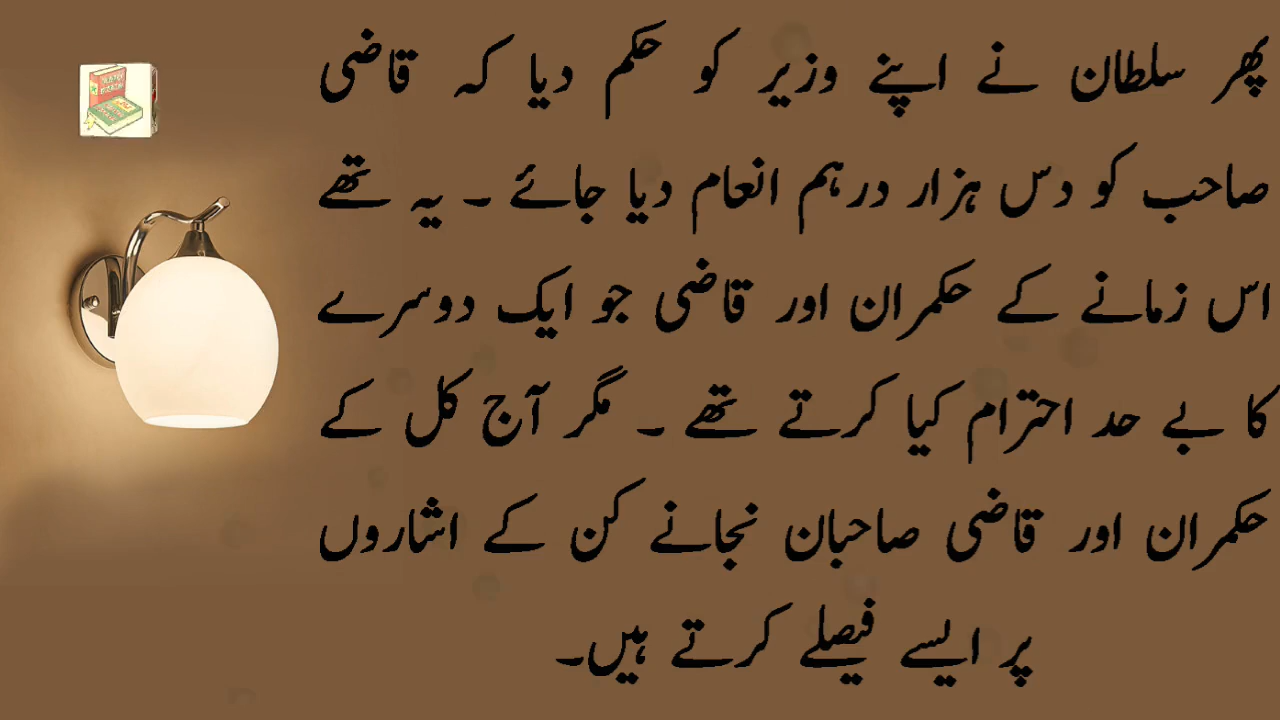 پھر سلطان نے اپنے وزیر کو حکم دیا کہ قاضی
صاحب کو دس ہزار درہم انعام دیا جائے ۔ یہ تھے
اس زمانے کے حکمران اور قاضی جو ایک دوسرے
کا بے حد احترام کیا کرتے تھے ۔ مگر آج کل کے
حکمران اور قاضی صاحبان نجانے کن کے اشاروں
پر ایسے فیصلے کرتے ہیں۔